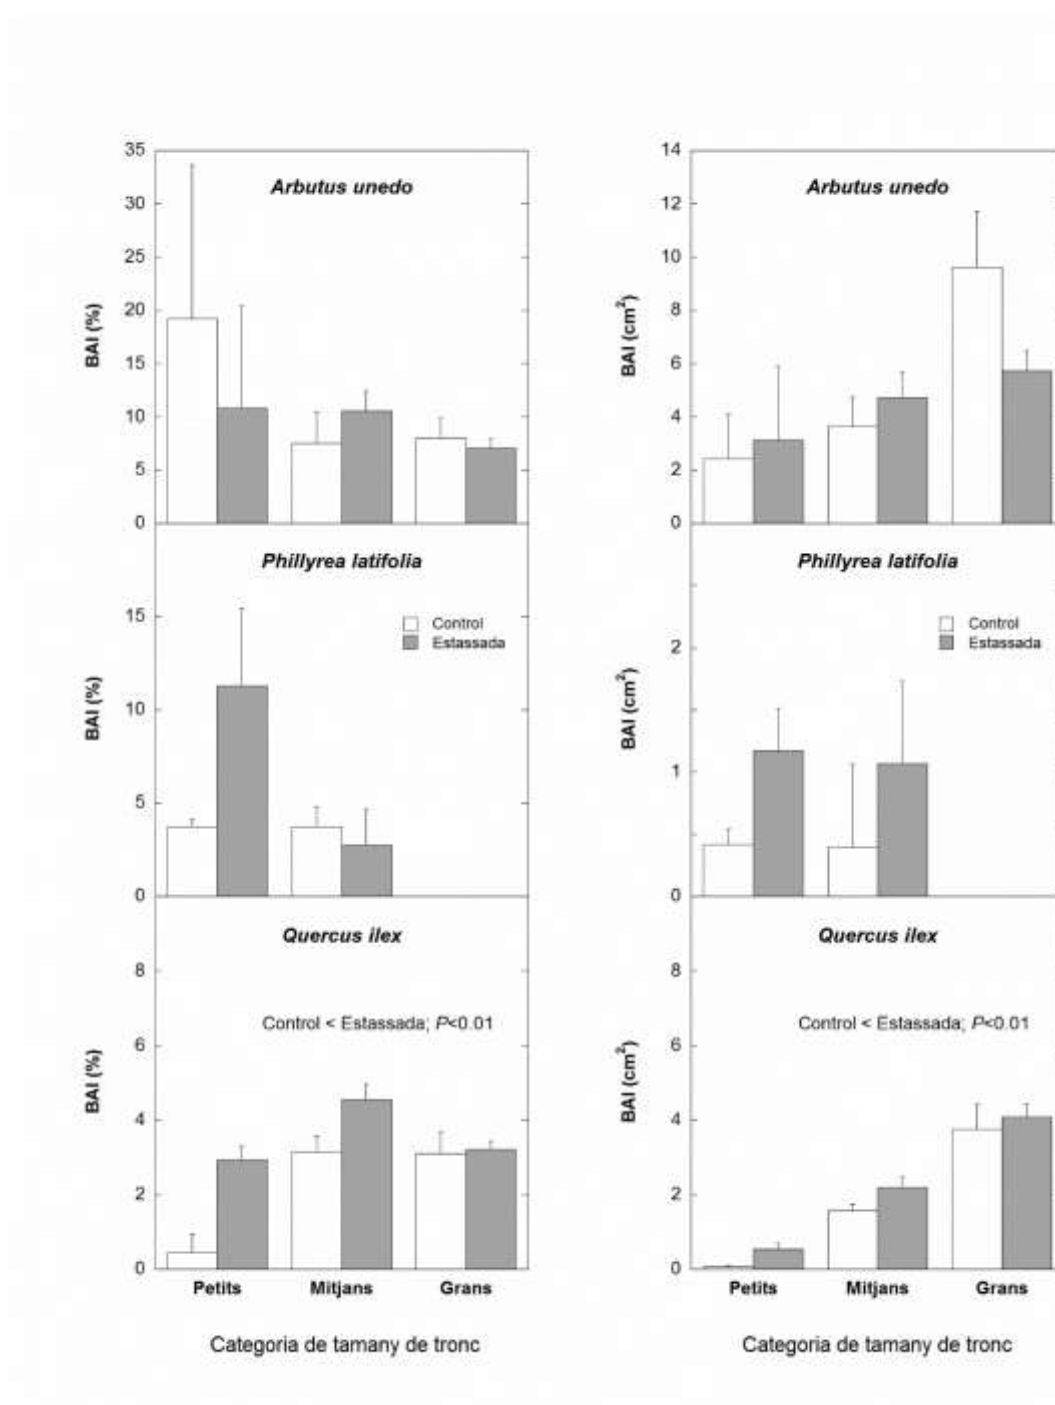 35
Arbutus unedo
30
25
20
BAI (%)
15
10
5
0
Phillyrea latifolia
15
Control
Estassada
BAI (%)
10
5
0
Quercus ilex
8
Control < Estassada; P<0.01
6
BAI (%)
4
2
0
Petits Mitjans Grans
Categoria de tamany de tronc
14
Arbutus unedo
12
10
8
BAI (cm²)
6
4
2
0
Phillyrea latifolia
Control
Estassada
2
BAI (cm²)
1
0
Quercus ilex
8
Control < Estassada; P<0.01
6
BAI (cm²)
4
2
0
Petits Mitjans Grans
Categoria de tamany de tronc